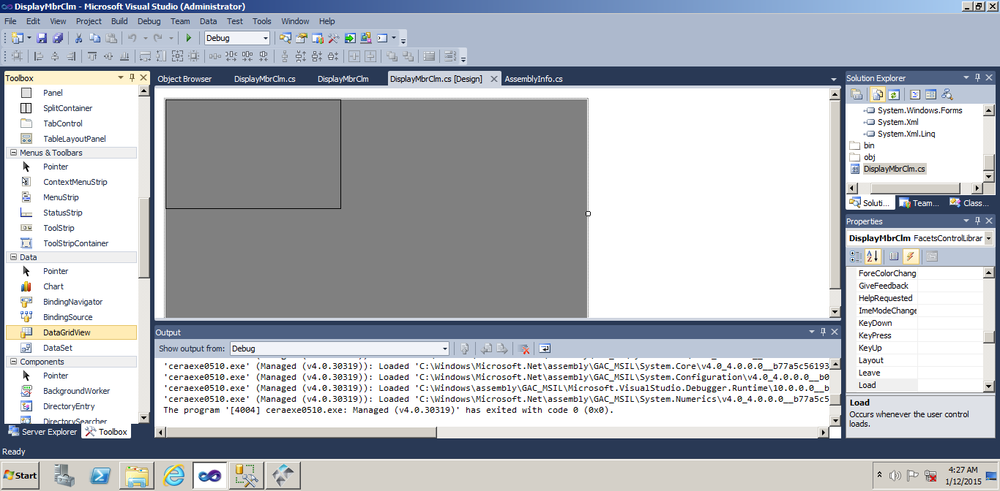 DisplayMbrClm - Microsoft Visual Studio (Administrator)
File Edit View Project Build Debug Team Data Test Tools Window Help
Debug
Toolbox
Panel
SplitContainer
TabControl
TableLayoutPanel
Menus & Toolbars
Pointer
ContextMenuStrip
MenuStrip
StatusStrip
ToolStrip
ToolStripContainer
Data
Pointer
Chart
BindingNavigator
BindingSource
DataGridView
DataSet
Components
Pointer
BackgroundWorker
DirectoryEntry
DirectorySearcher
Server Explorer Toolbox
Object Browser DisplayMbrClm.cs DisplayMbrClm DisplayMbrClm.cs [Design] AssemblyInfo.cs
Output
Show output from: Debug
'ceraexe0510.exe' (Managed (v4.0.30319)): Loaded 'C:\Windows\Microsoft.Net\assembly\GAC_MSIL\System.Core\v4.0_4.0.0.0__b77a5c56193
'ceraexe0510.exe' (Managed (v4.0.30319)): Loaded 'C:\Windows\Microsoft.Net\assembly\GAC_MSIL\System.Configuration\v4.0_4.0.0.0__b0
'ceraexe0510.exe' (Managed (v4.0.30319)): Loaded 'C:\Windows\assembly\GAC_MSIL\Microsoft.VisualStudio.Debugger.Runtime\10.0.0.0__b
'ceraexe0510.exe' (Managed (v4.0.30319)): Loaded 'C:\Windows\Microsoft.Net\assembly\GAC_MSIL\System.Numerics\v4.0_4.0.0.0__b77a5c5
The program '[4004] ceraexe0510.exe: Managed (v4.0.30319)' has exited with code 0 (0x0).
Solution Explorer
System.Windows.Forms
System.Xml
System.Xml.Linq
bin
obj
DisplayMbrClm.cs
Soluti... Team... Class...
Properties
DisplayMbrClm FacetsControlLibrar
ForeColorChang
GiveFeedback
HelpRequested
ImeModeChange
KeyDown
KeyPress
KeyUp
Layout
Leave
Load
Load
Occurs whenever the user control
loads.
Ready
Start
4:27 AM
1/12/2015